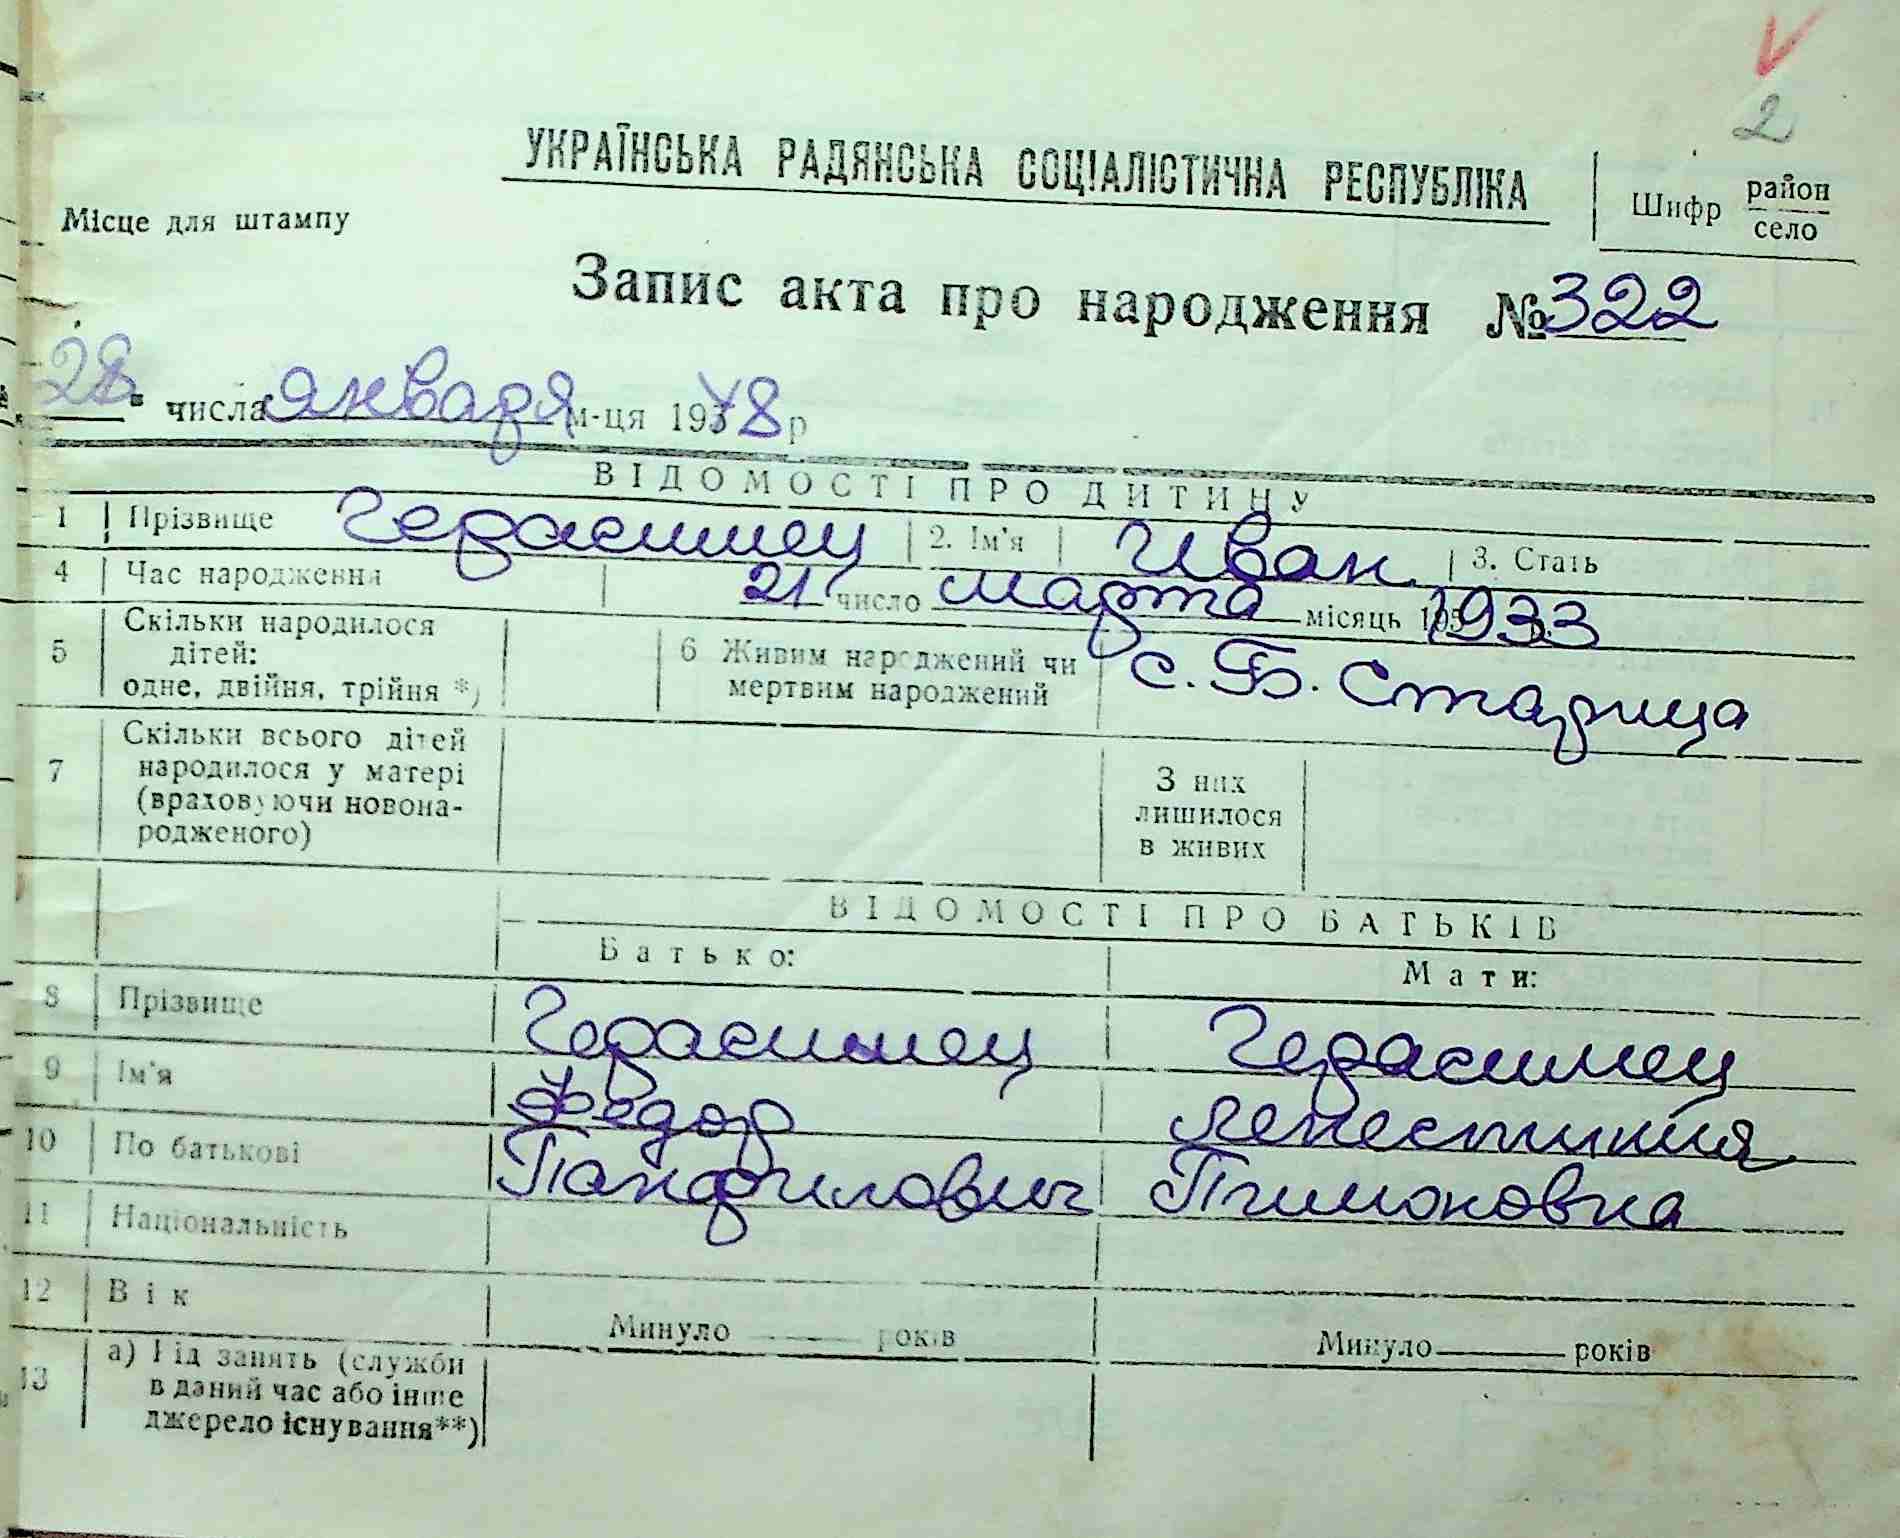 2
УКРАЇНСЬКА РАДЯНСЬКА СОЦІАЛІСТИЧНА РЕСПУБЛІКА
Шифр район
село
Місце для штампу
Запис акта про народження № 322
28 числа января м-ця 1948 р
ВІДОМОСТІ ПРО ДИТИНУ
1 Прізвище Герасимец 2. Ім'я Иван 3. Стать
4 Час народження 21 число марта місяць 1933
5 Скільки народилося дітей: одне, двійня, трійня *)
6 Живим народжений чи мертвим народжений с. Б. Старица
7 Скільки всього дітей народилося у матері (враховуючи новонародженого)
З них лишилося в живих
ВІДОМОСТІ ПРО БАТЬКІВ
Батько: Мати:
8 Прізвище Герасимец Герасимец
9 Ім'я Федор
10 По батькові Панфилович
11 Національність
12 Вік Минуло років Минуло років
13 а) Рід занять (служби в даний час або інше джерело існування**)